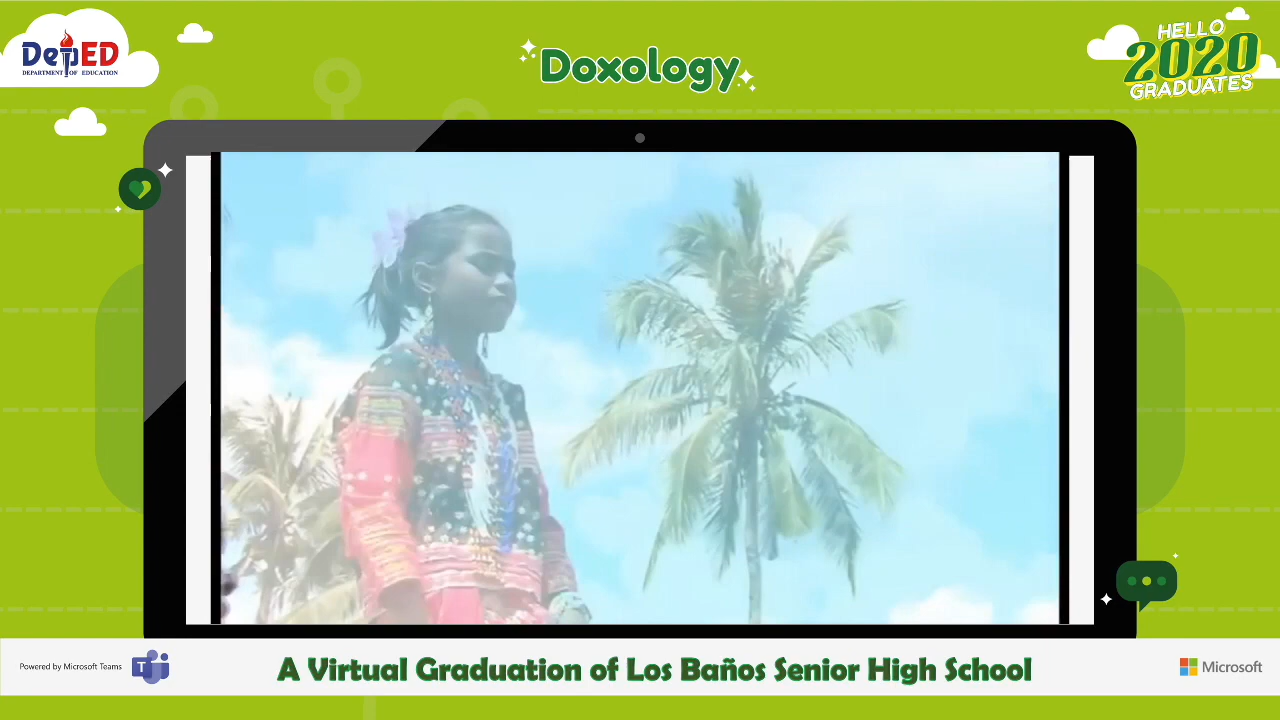 DepED
DEPARTMENT OF EDUCATION
Doxology
HELLO
2020
GRADUATES
Powered by Microsoft Teams
T
A Virtual Graduation of Los Baños Senior High School
Microsoft